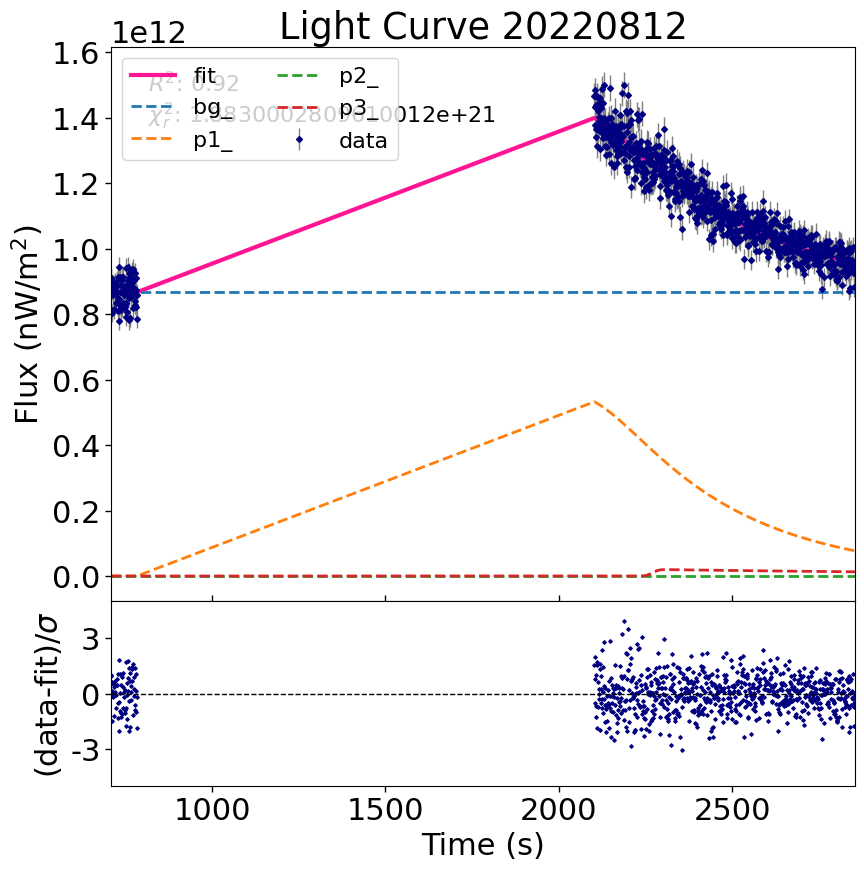 Light Curve 20220812
1e12
fit
bg_
p1_
p2_
p3_
data
R²: 0.92
1.6
1.4
1.2
1.0
0.8
0.6
0.4
0.2
0.0
Flux (nW/m²)
3
0
-3
(data-fit)/σ
1000
1500
2000
2500
Time (s)